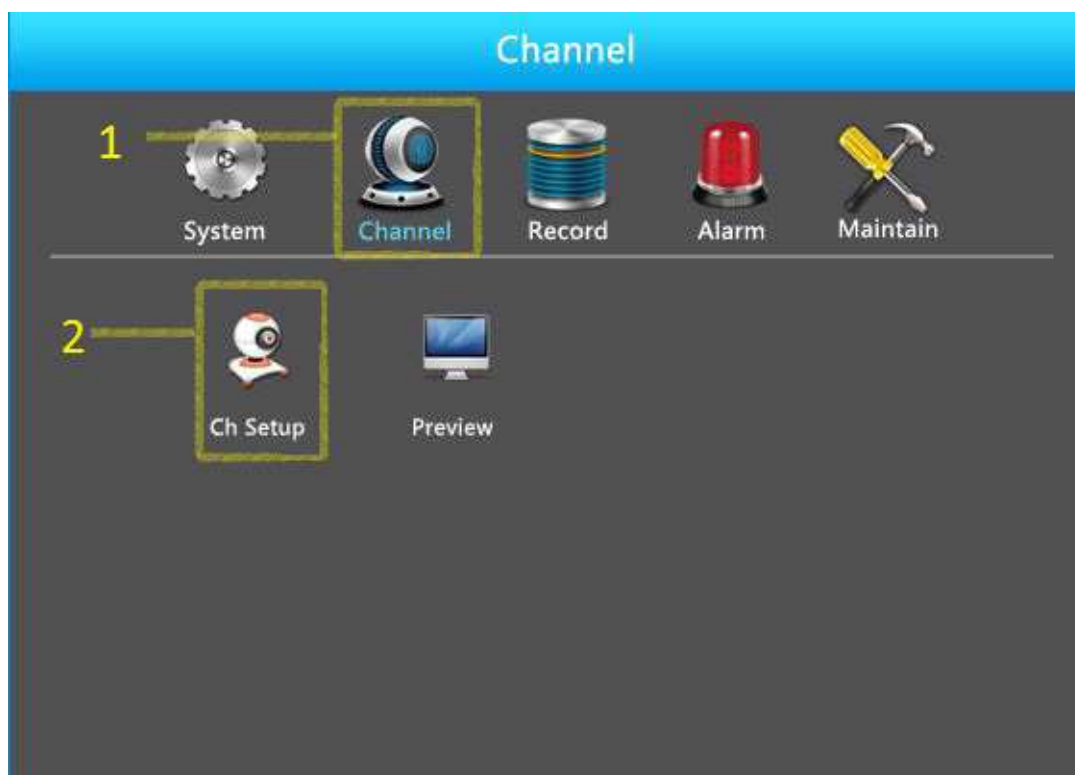 Channel
1
System Channel Record Alarm Maintain
2
Ch Setup Preview